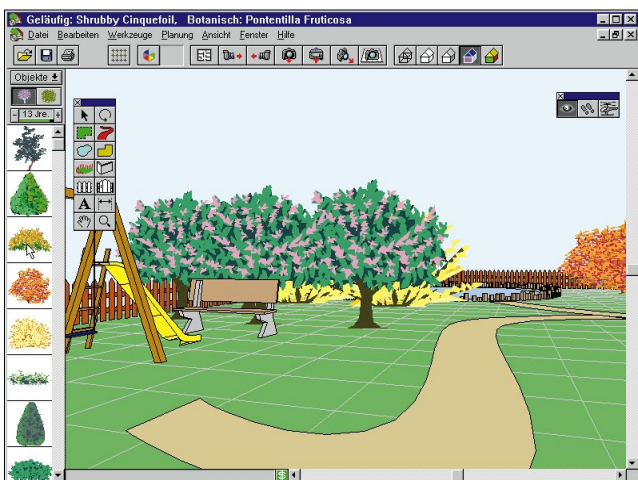 Geläufig: Shrubby Cinquefoil, Botanisch: Pontentilla Fruticosa
Datei Bearbeiten Werkzeuge Planung Ansicht Fenster Hilfe
Objekte
- 13 Jre. +
A